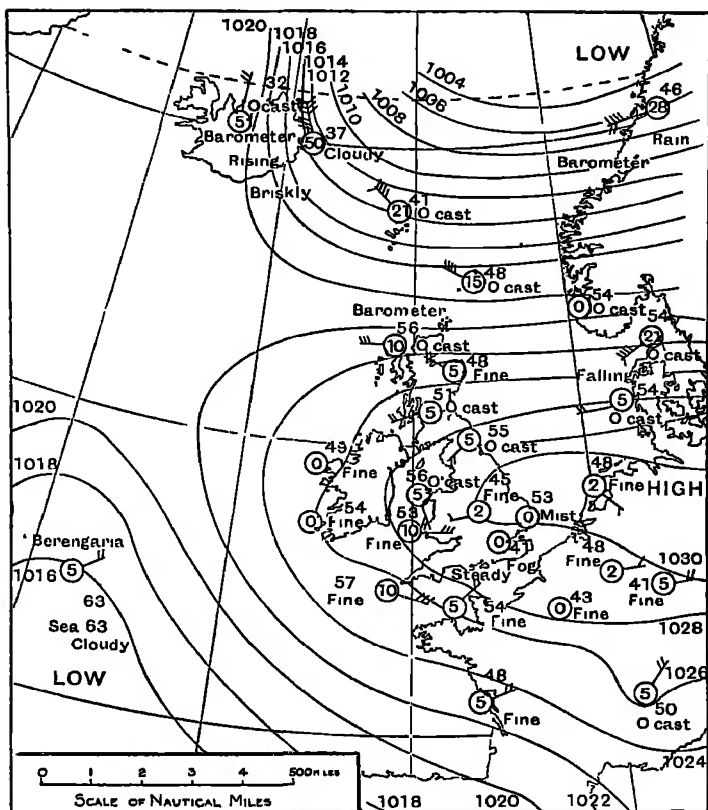 1020
1018
1016
1014
1012
1010
1008
1006
1004
LOW
32
Ocast
5
Barometer
Rising
Briskly
37
50
Cloudy
46
28
Rain
Barometer
41
21
O cast
48
15
O cast
54
0
O cast
54
22
O cast
Barometer
56
10
O cast
48
5
Fine
Falling
54
5
O cast
51
5
O cast
55
5
O cast
1020
1018
49
0
Fine
56
O cast
5
45
Fine
2
48
Fine
HIGH
54
0
Fine
58
10
Fine
53
0
Mist
0
41
Fog
Steady
48
Fine
2
1030
'Berengaria
5
1016
57
Fine
10
5
54
Fine
43
0
Fine
41
5
Fine
1028
63
Sea 63
Cloudy
LOW
48
5
Fine
1026
5
50
O cast
1024
0 1 2 3 4 500 MILES
SCALE OF NAUTICAL MILES
1018
1020
1022